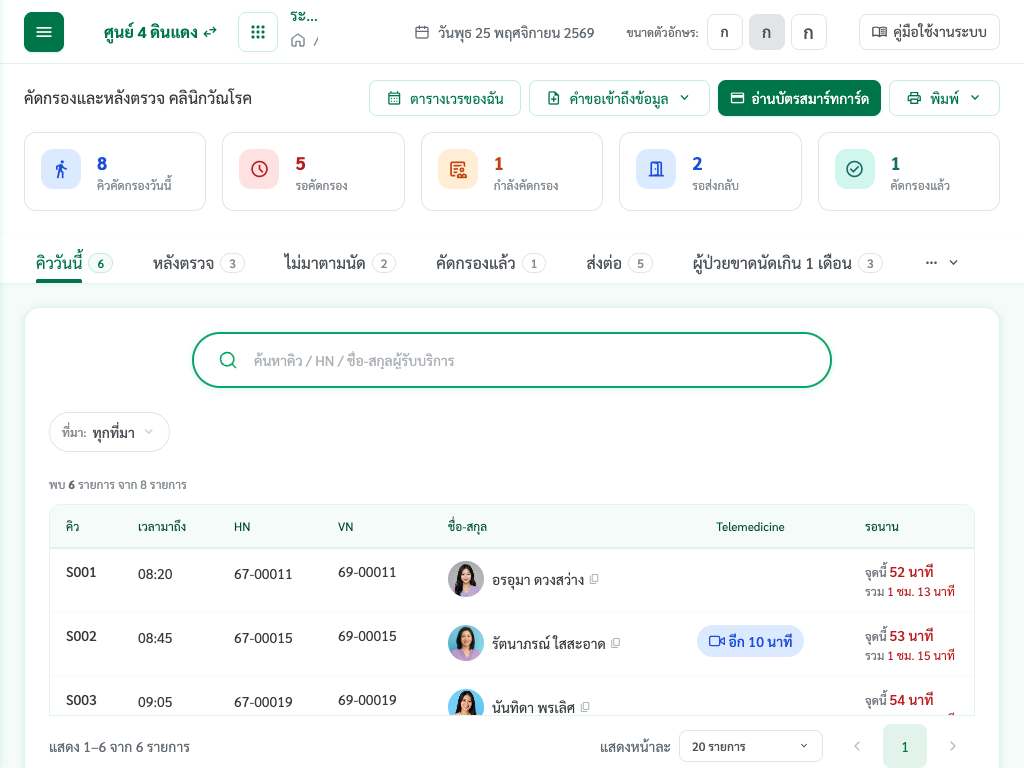 ศูนย์ 4 ดินแดง
ระ...
/
วันพุธ 25 พฤศจิกายน 2569
ขนาดตัวอักษร:
ก
ก
ก
คู่มือใช้งานระบบ
คัดกรองและหลังตรวจ คลินิกวัณโรค
ตารางเวรของฉัน
คำขอเข้าถึงข้อมูล
อ่านบัตรสมาร์ทการ์ด
พิมพ์
8
คิวคัดกรองวันนี้
5
รอคัดกรอง
1
กำลังคัดกรอง
2
รอส่งกลับ
1
คัดกรองแล้ว
คิววันนี้ 6
หลังตรวจ 3
ไม่มาตามนัด 2
คัดกรองแล้ว 1
ส่งต่อ 5
ผู้ป่วยขาดนัดเกิน 1 เดือน 3
ค้นหาคิว / HN / ชื่อ-สกุลผู้รับบริการ
ที่มา: ทุกที่มา
พบ 6 รายการ จาก 8 รายการ
คิว เวลามาถึง HN VN ชื่อ-สกุล Telemedicine รอนาน
S001 08:20 67-00011 69-00011 อรอุมา ดวงสว่าง จุดนี้ 52 นาที
รวม 1 ชม. 13 นาที
S002 08:45 67-00015 69-00015 รัตนาภรณ์ ใสสะอาด อีก 10 นาที จุดนี้ 53 นาที
รวม 1 ชม. 15 นาที
S003 09:05 67-00019 69-00019 นันทิดา พรเลิศ จุดนี้ 54 นาที
แสดง 1–6 จาก 6 รายการ
แสดงหน้าละ
20 รายการ
1